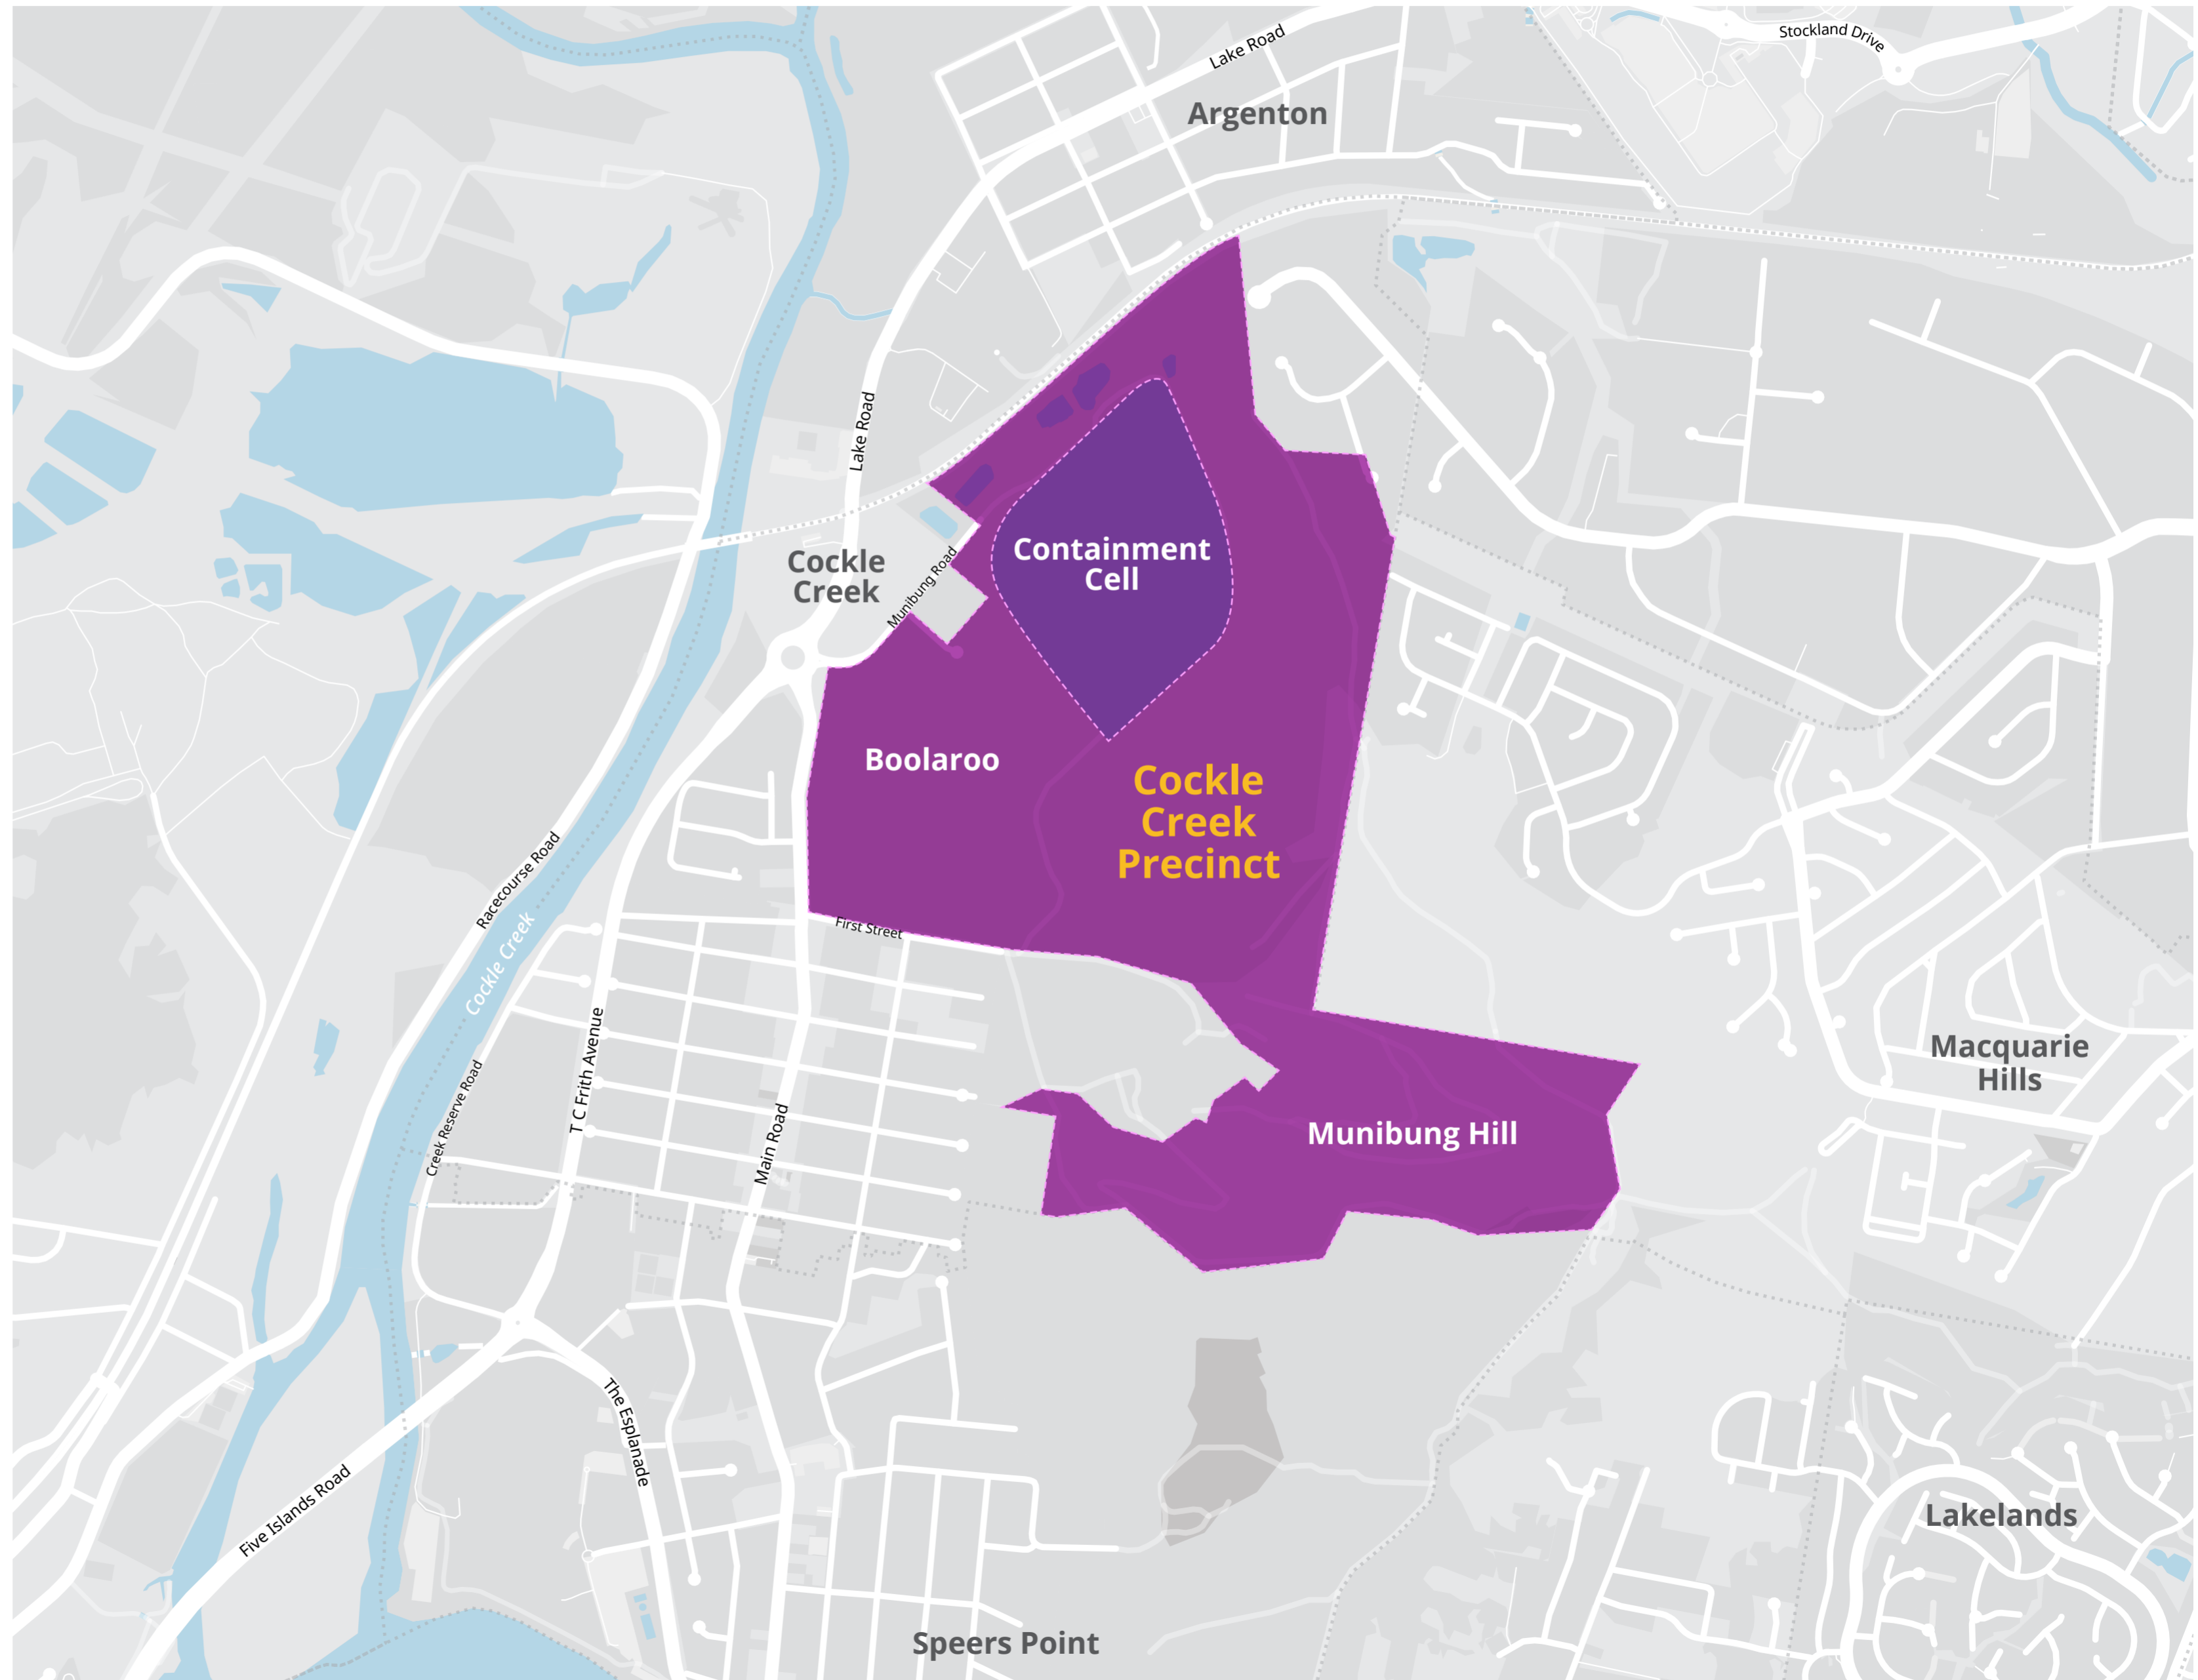 Stockland Drive
Lake Road
Argenton
Lake Road
Containment
Cell
Cockle
Creek
Munibung Road
Boolaroo
Cockle
Creek
Precinct
Racecourse Road
Cockle Creek
First Street
T C Frith Avenue
Creek Reserve Road
Main Road
Macquarie
Hills
Munibung Hill
The Esplanade
Five Islands Road
Lakelands
Speers Point